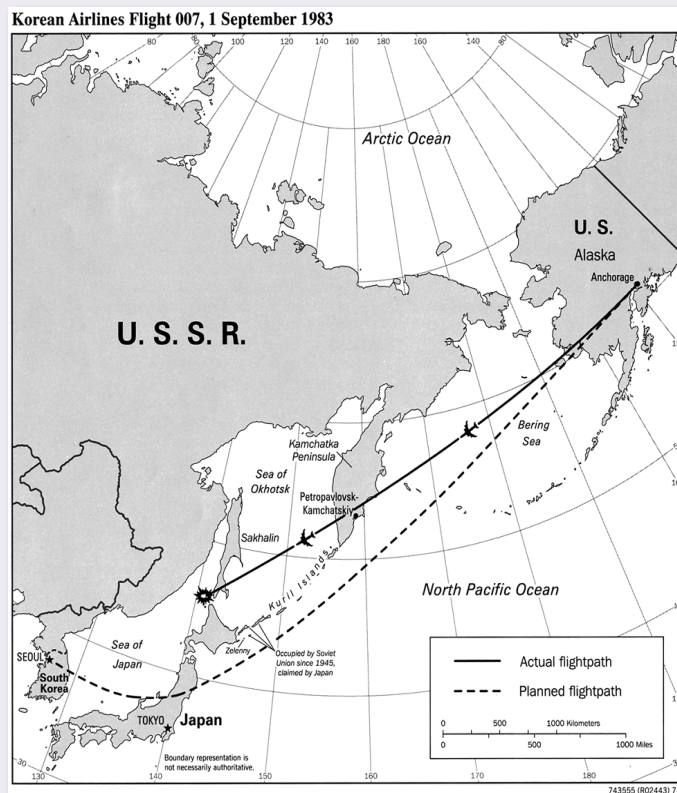 Korean Airlines Flight 007, 1 September 1983
80
80
100
120
140
160
180
160
140
80
Arctic Ocean
U. S.
Alaska
Anchorage
U. S. S. R.
Bering
Sea
Kamchatka
Peninsula
Sea of
Okhotsk
Petropavlovsk-
Kamchatskiy
Sakhalin
Kuril Islands
North Pacific Ocean
Zelenny
Occupied by Soviet
Union since 1945,
claimed by Japan
Sea of
Japan
SEOUL
South
Korea
TOKYO
Japan
Actual flightpath
Planned flightpath
0 500 1000 Kilometers
0 500 1000 Miles
Boundary representation is
not necessarily authoritative.
30
130
140
150
160
170
180
743555 (R02443) 7